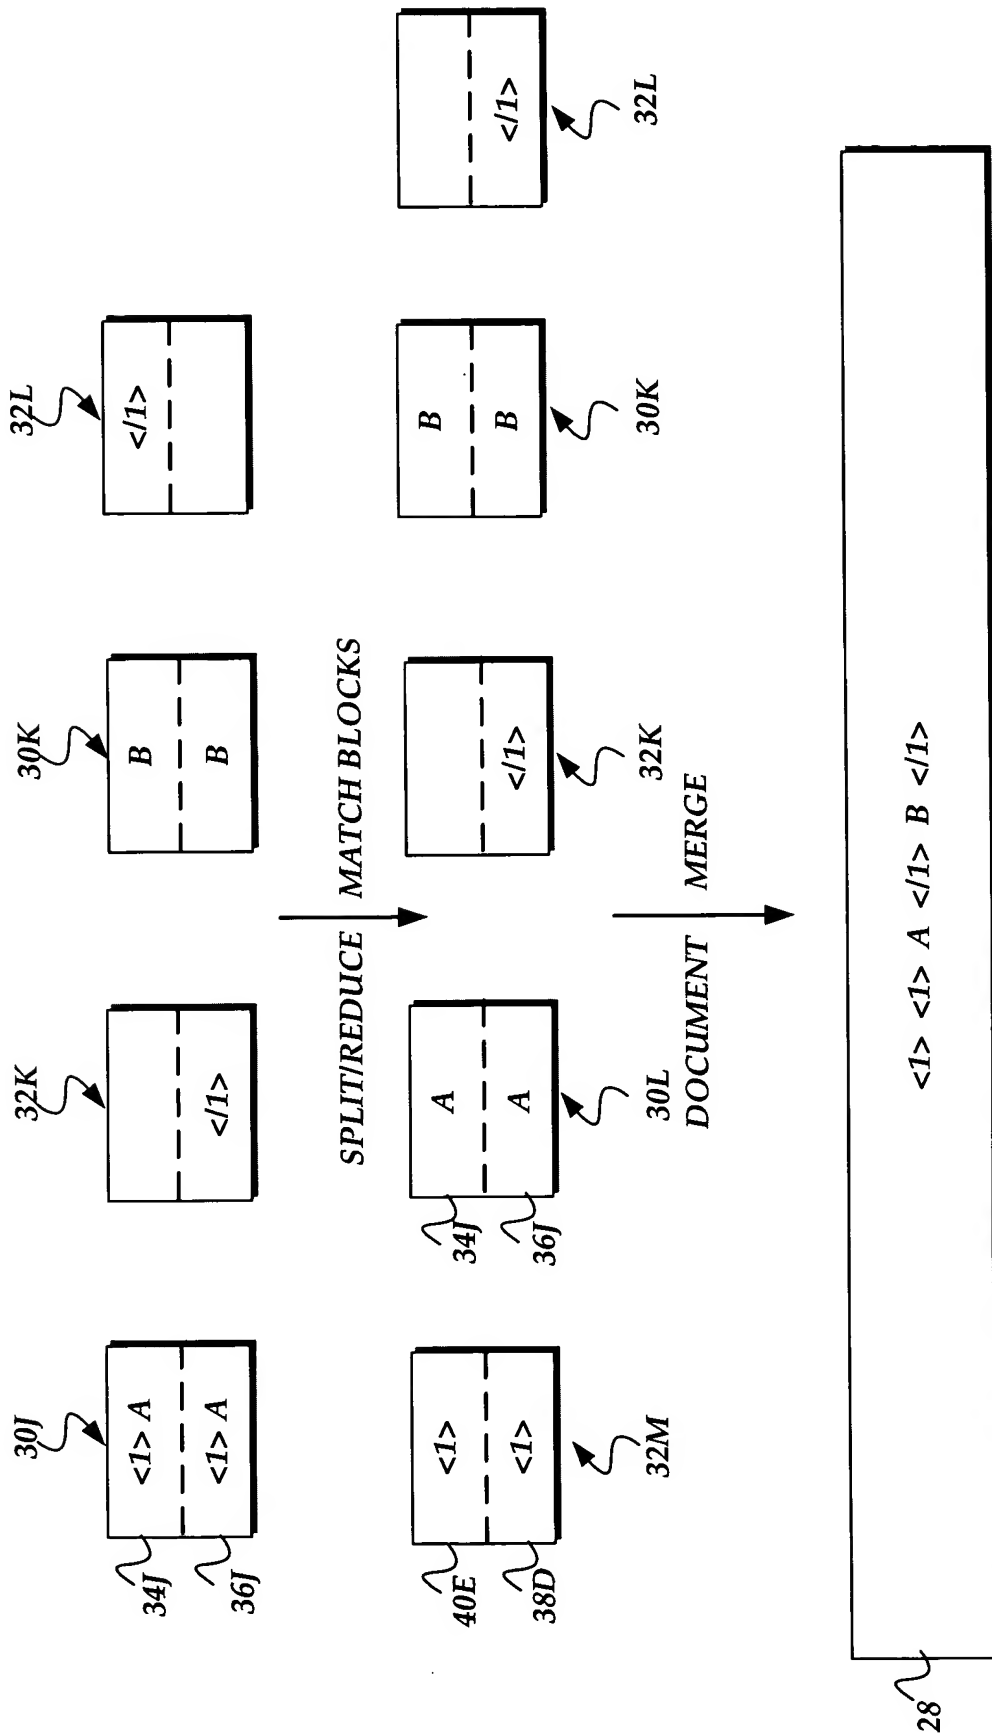 30J
32K
30K
32L
34J
<1> A
B
</1>
36J
<1> A
</1>
B
SPLIT/REDUCE MATCH BLOCKS
40E
<1>
34J
A
B
38D
<1>
36J
A
</1>
B
</1>
32M
30L
32K
30K
32L
DOCUMENT MERGE
<1> <1> A </1> B </1>
28